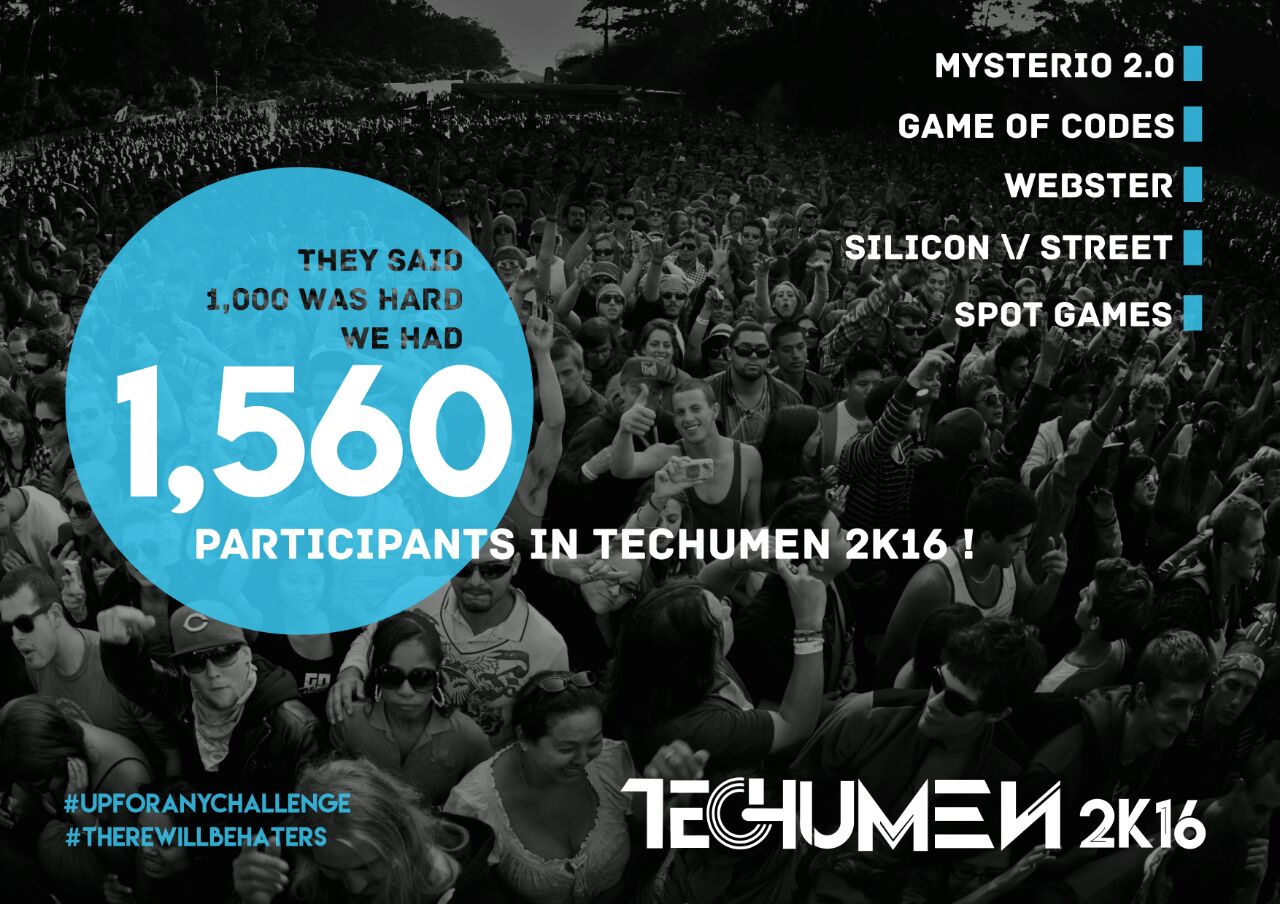 MYSTERIO 2.0
GAME OF CODES
WEBSTER
SILICON \/ STREET
SPOT GAMES
THEY SAID
1,000 WAS HARD
WE HAD
1,560
PARTICIPANTS IN TECHUMEN 2K16 !
#UPFORANYCHALLENGE
#THEREWILLBEHATERS
TECHUMEN 2K16